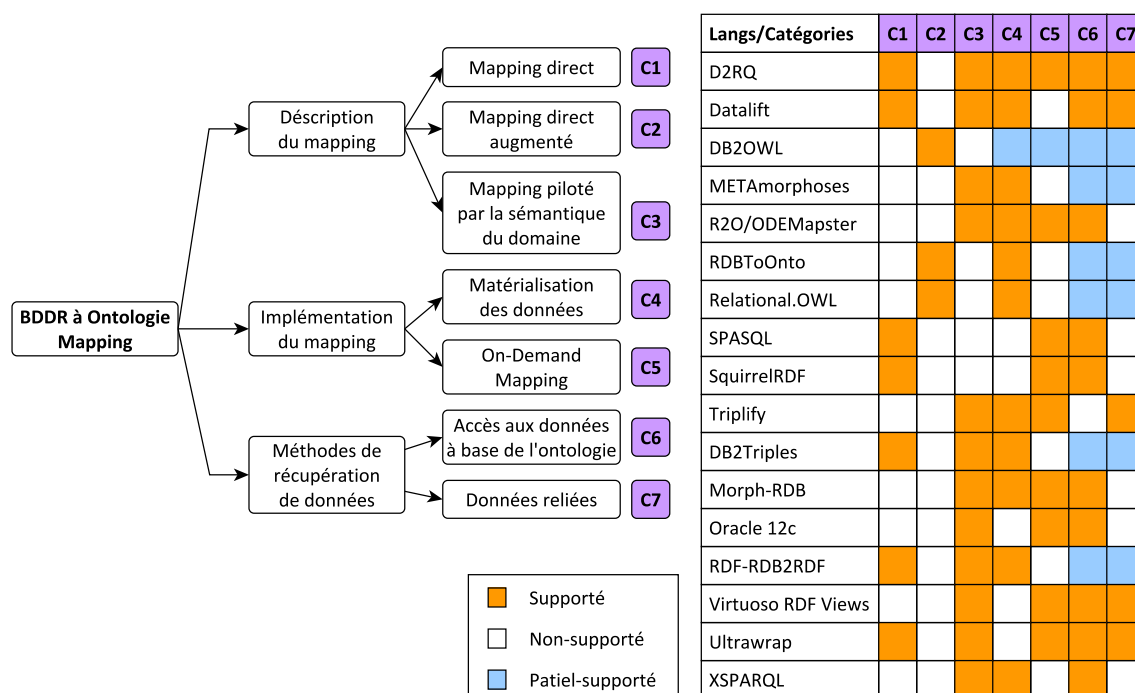 BDDR à Ontologie
Mapping
Déscription
du mapping
Implémentation
du mapping
Méthodes de
récupération
de données
Mapping direct
C1
Mapping direct
augmenté
C2
Mapping piloté
par la sémantique
du domaine
C3
Matérialisation
des données
C4
On-Demand
Mapping
C5
Accès aux données
à base de l'ontologie
C6
Données reliées
C7
Supporté
Non-supporté
Patiel-supporté
Langs/Catégories C1 C2 C3 C4 C5 C6 C7
D2RQ
Datalift
DB2OWL
METAmorphoses
R2O/ODEMapster
RDBToOnto
Relational.OWL
SPASQL
SquirrelRDF
Triplify
DB2Triples
Morph-RDB
Oracle 12c
RDF-RDB2RDF
Virtuoso RDF Views
Ultrawrap
XSPARQL